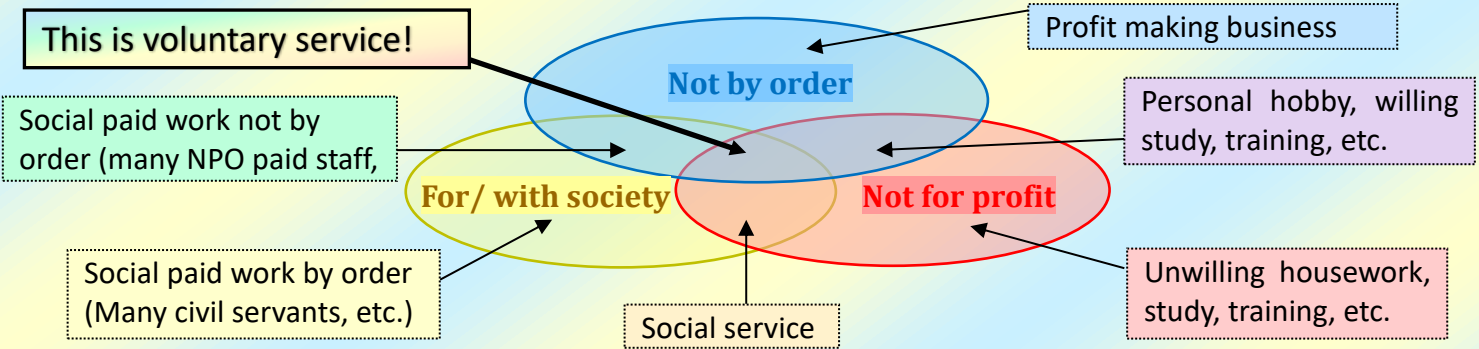 This is voluntary service!
Profit making business
Not by order
Social paid work not by
order (many NPO paid staff,
Personal hobby, willing
study, training, etc.
For/ with society
Not for profit
Social paid work by order
(Many civil servants, etc.)
Social service
Unwilling housework,
study, training, etc.